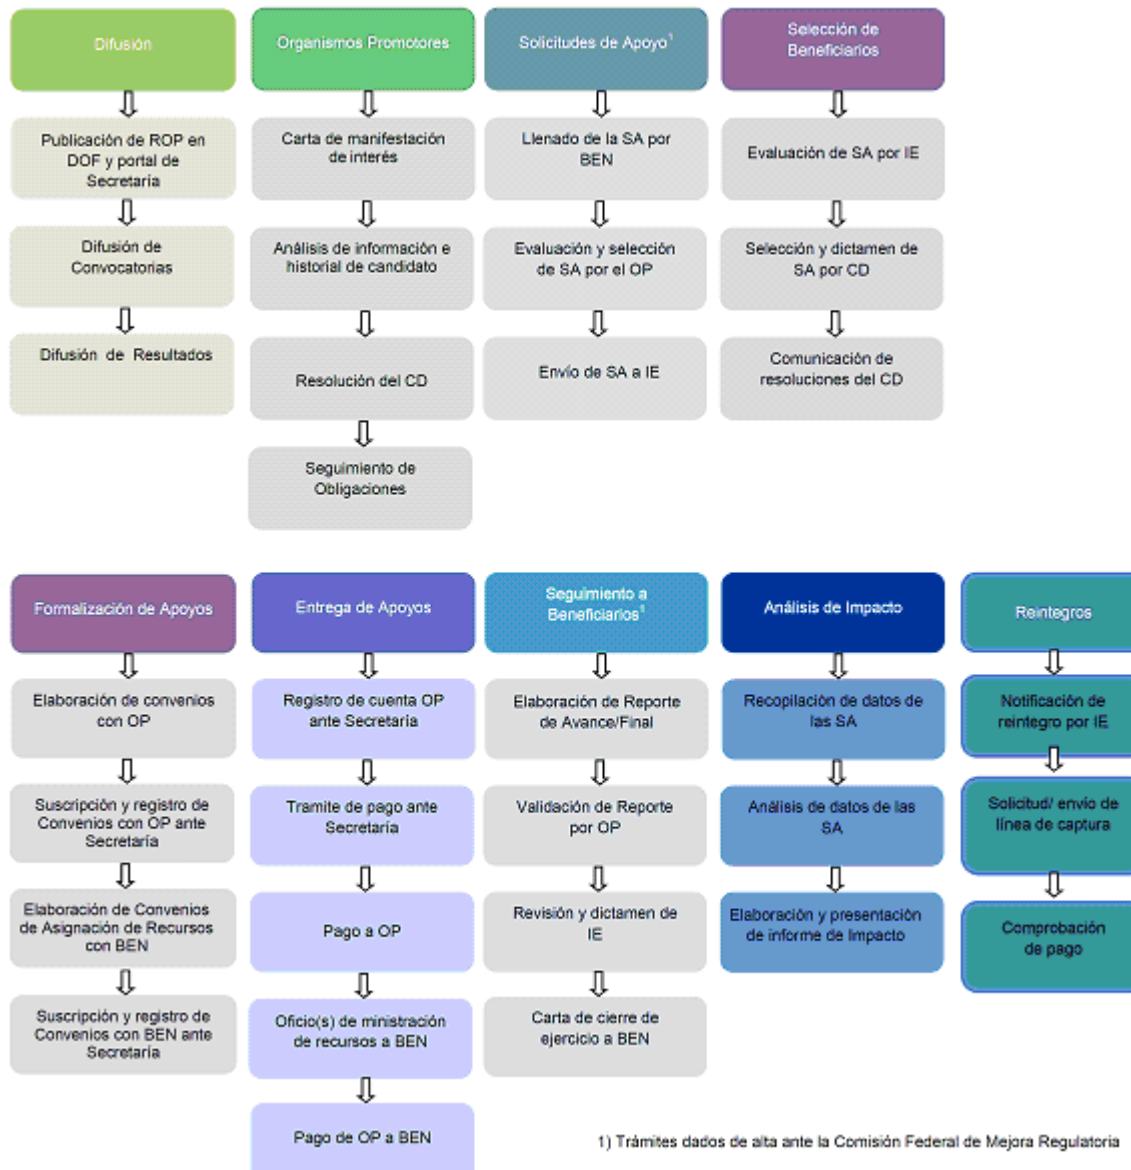 Difusión
Publicación de ROP en
DOF y portal de
Secretaría
Difusión de
Convocatorias
Difusión de Resultados
Organismos Promotores
Carta de manifestación
de interés
Análisis de información e
historial de candidato
Resolución del CD
Seguimiento de
Obligaciones
Solicitudes de Apoyo¹
Llenado de la SA por
BEN
Evaluación y selección
de SA por el OP
Envío de SA a IE
Selección de
Beneficiarios
Evaluación de SA por IE
Selección y dictamen de
SA por CD
Comunicación de
resoluciones del CD
Formalización de Apoyos
Elaboración de convenios
con OP
Suscripción y registro de
Convenios con OP ante
Secretaría
Elaboración de Convenios
de Asignación de Recursos
con BEN
Suscripción y registro de
Convenios con BEN ante
Secretaría
Entrega de Apoyos
Registro de cuenta OP
ante Secretaría
Tramite de pago ante
Secretaría
Pago a OP
Oficio(s) de ministración
de recursos a BEN
Pago de OP a BEN
Seguimiento a
Beneficiarios¹
Elaboración de Reporte
de Avance/Final
Validación de Reporte
por OP
Revisión y dictamen de
IE
Carta de cierre de
ejercicio a BEN
Análisis de Impacto
Recopilación de datos de
las SA
Análisis de datos de las
SA
Elaboración y presentación
de informe de Impacto
Reintegros
Notificación de
reintegro por IE
Solicitud/ envío de
línea de captura
Comprobación
de pago
1) Trámites dados de alta ante la Comisión Federal de Mejora Regulatoria